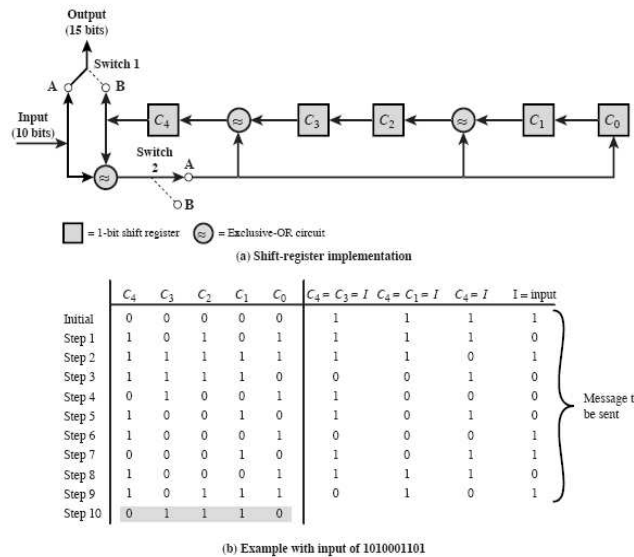 Output
(15 bits)
Switch 1
A
B
Input
(10 bits)
C4
≈
C3
C2
≈
C1
C0
Switch
2
A
≈
B
= 1-bit shift register
≈ = Exclusive-OR circuit
(a) Shift-register implementation
C4 C3 C2 C1 C0 C4 = C3 = I C4 = C1 = I C4 = I I = input
Initial 0 0 0 0 0 1 1 1 1
Step 1 1 0 1 0 1 1 1 1 0
Step 2 1 1 1 1 1 1 1 0 1
Step 3 1 1 1 1 0 0 0 1 0
Step 4 0 1 0 0 1 1 0 0 0
Step 5 1 0 0 1 0 1 0 1 0
Step 6 1 0 0 0 1 0 0 0 1
Step 7 0 0 0 1 0 1 0 1 1
Step 8 1 0 0 0 1 1 1 1 0
Step 9 1 0 1 1 1 0 1 0 1
Step 10 0 1 1 1 0
Message t
be sent
(b) Example with input of 1010001101